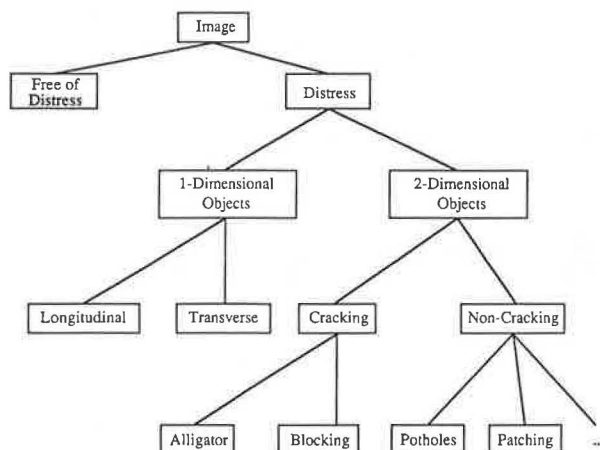 Image
Free of
Distress
Distress
1-Dimensional
Objects
2-Dimensional
Objects
Longitudinal
Transverse
Cracking
Non-Cracking
Alligator
Blocking
Potholes
Patching
..